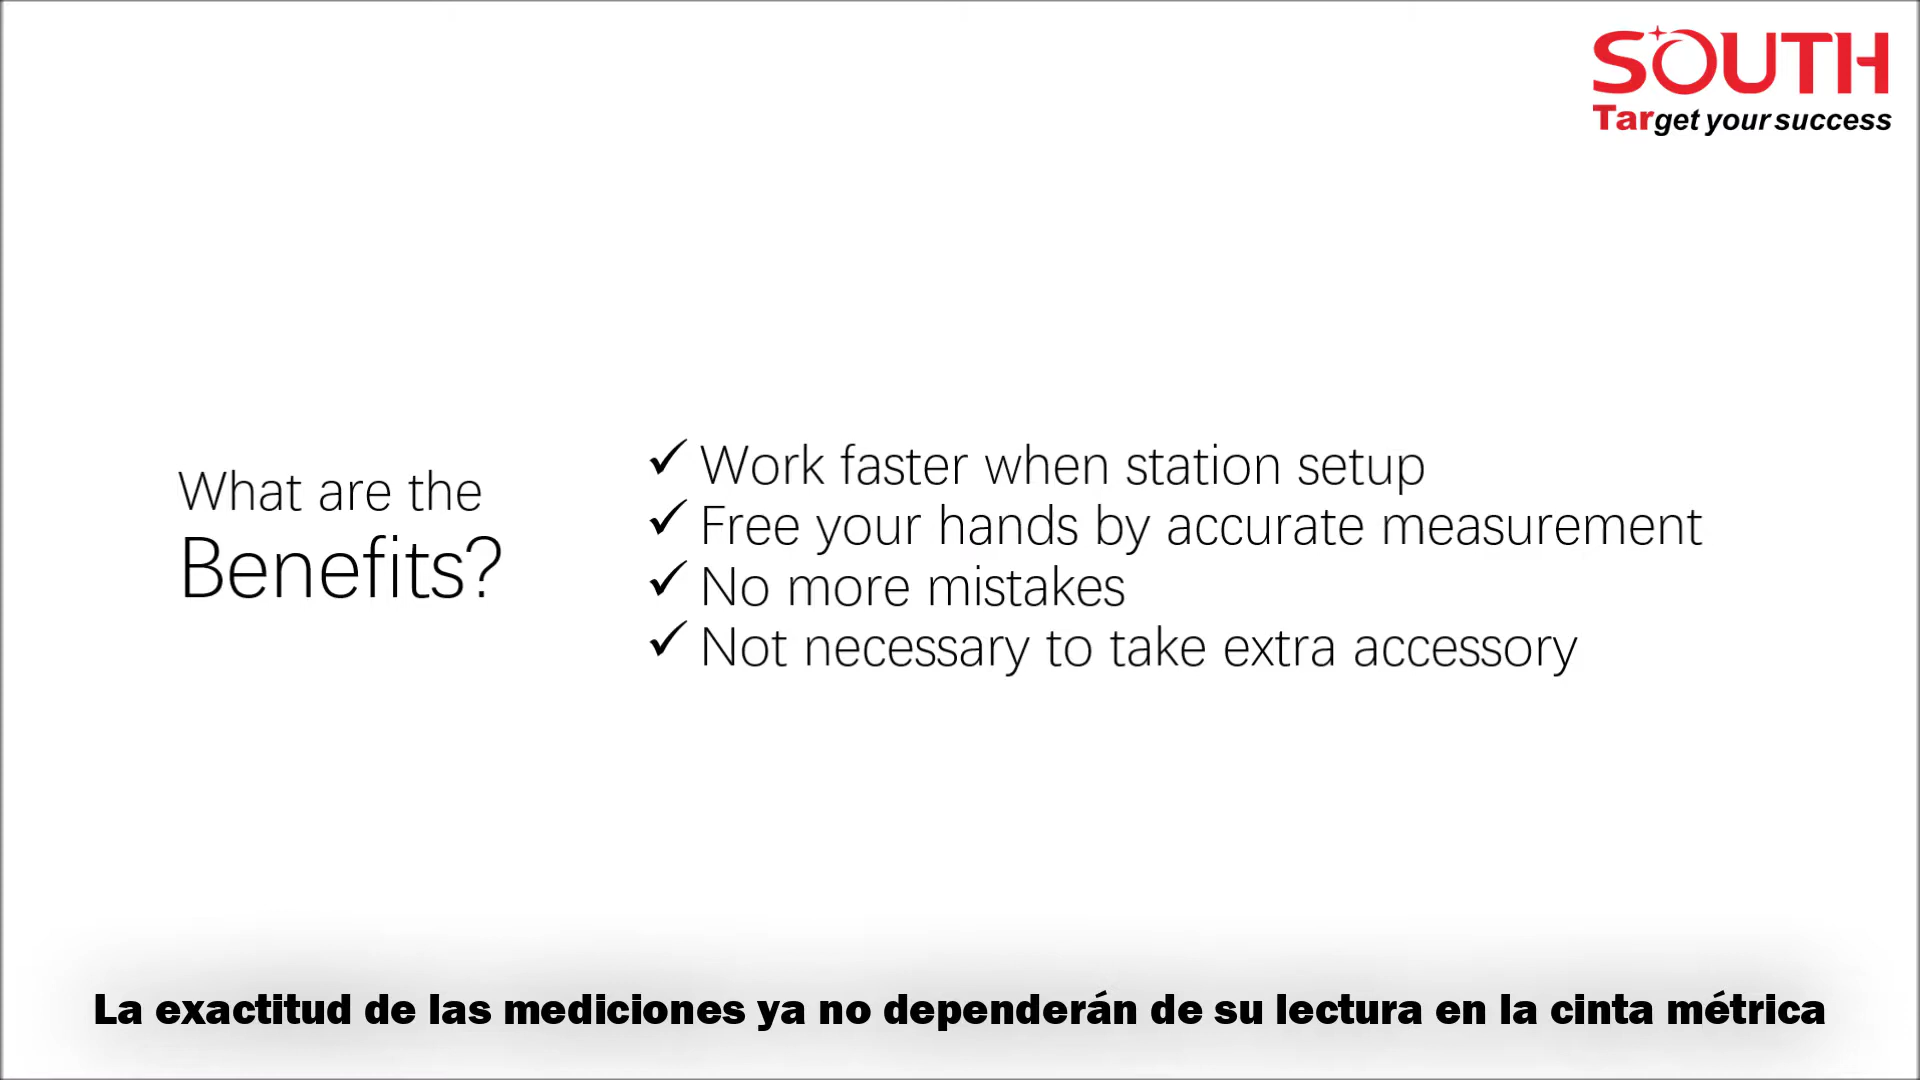 SOUTH
Target your success
What are the
Benefits?
✓ Work faster when station setup
✓ Free your hands by accurate measurement
✓ No more mistakes
✓ Not necessary to take extra accessory
La exactitud de las mediciones ya no dependerán de su lectura en la cinta métrica